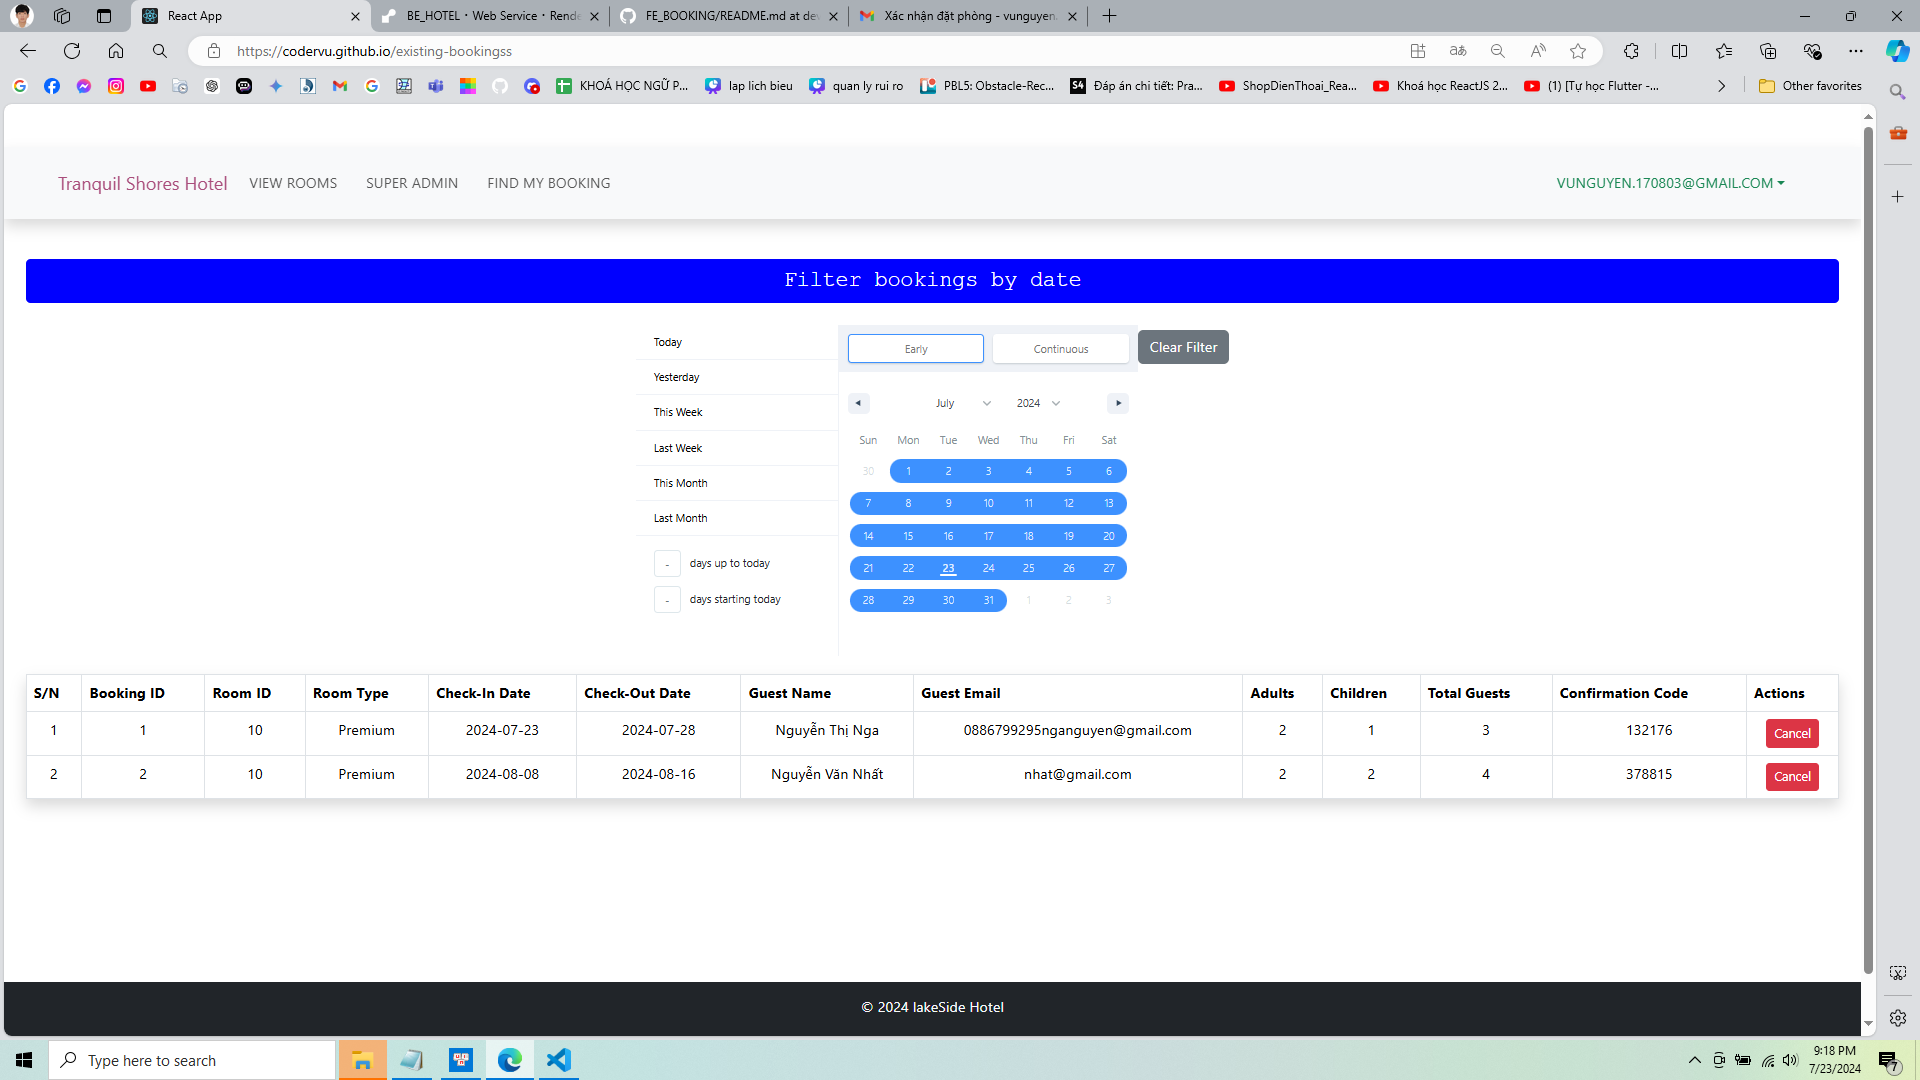 React App
BE_HOTEL · Web Service · Rende
FE_BOOKING/README.md at dev
Xác nhận đặt phòng - vunguyen.
https://codervu.github.io/existing-bookingss
KHOÁ HỌC NGỮ P...
lap lich bieu
quan ly rui ro
PBL5: Obstacle-Rec...
Đáp án chi tiết: Pra...
ShopDienThoai_Rea...
Khoá học ReactJS 2...
(1) [Tự học Flutter -...
Other favorites
Tranquil Shores Hotel VIEW ROOMS SUPER ADMIN FIND MY BOOKING VUNGUYEN.170803@GMAIL.COM
Filter bookings by date
Today
Yesterday
This Week
Last Week
This Month
Last Month
- days up to today
- days starting today
Early Continuous Clear Filter
July 2024
Sun Mon Tue Wed Thu Fri Sat
30 1 2 3 4 5 6
7 8 9 10 11 12 13
14 15 16 17 18 19 20
21 22 23 24 25 26 27
28 29 30 31 1 2 3
S/N Booking ID Room ID Room Type Check-In Date Check-Out Date Guest Name Guest Email Adults Children Total Guests Confirmation Code Actions
1 1 10 Premium 2024-07-23 2024-07-28 Nguyễn Thị Nga 0886799295nganguyen@gmail.com 2 1 3 132176 Cancel
2 2 10 Premium 2024-08-08 2024-08-16 Nguyễn Văn Nhất nhat@gmail.com 2 2 4 378815 Cancel
© 2024 lakeSide Hotel
Type here to search
9:18 PM
7/23/2024
7